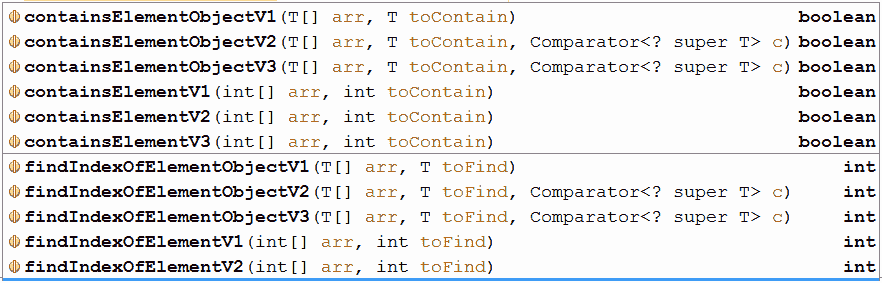 containsElementObjectV1(T[] arr, T toContain) boolean
containsElementObjectV2(T[] arr, T toContain, Comparator<? super T> c) boolean
containsElementObjectV3(T[] arr, T toContain, Comparator<? super T> c) boolean
containsElementV1(int[] arr, int toContain) boolean
containsElementV2(int[] arr, int toContain) boolean
containsElementV3(int[] arr, int toContain) boolean
findIndexOfElementObjectV1(T[] arr, T toFind) int
findIndexOfElementObjectV2(T[] arr, T toFind, Comparator<? super T> c) int
findIndexOfElementObjectV3(T[] arr, T toFind, Comparator<? super T> c) int
findIndexOfElementV1(int[] arr, int toFind) int
findIndexOfElementV2(int[] arr, int toFind) int